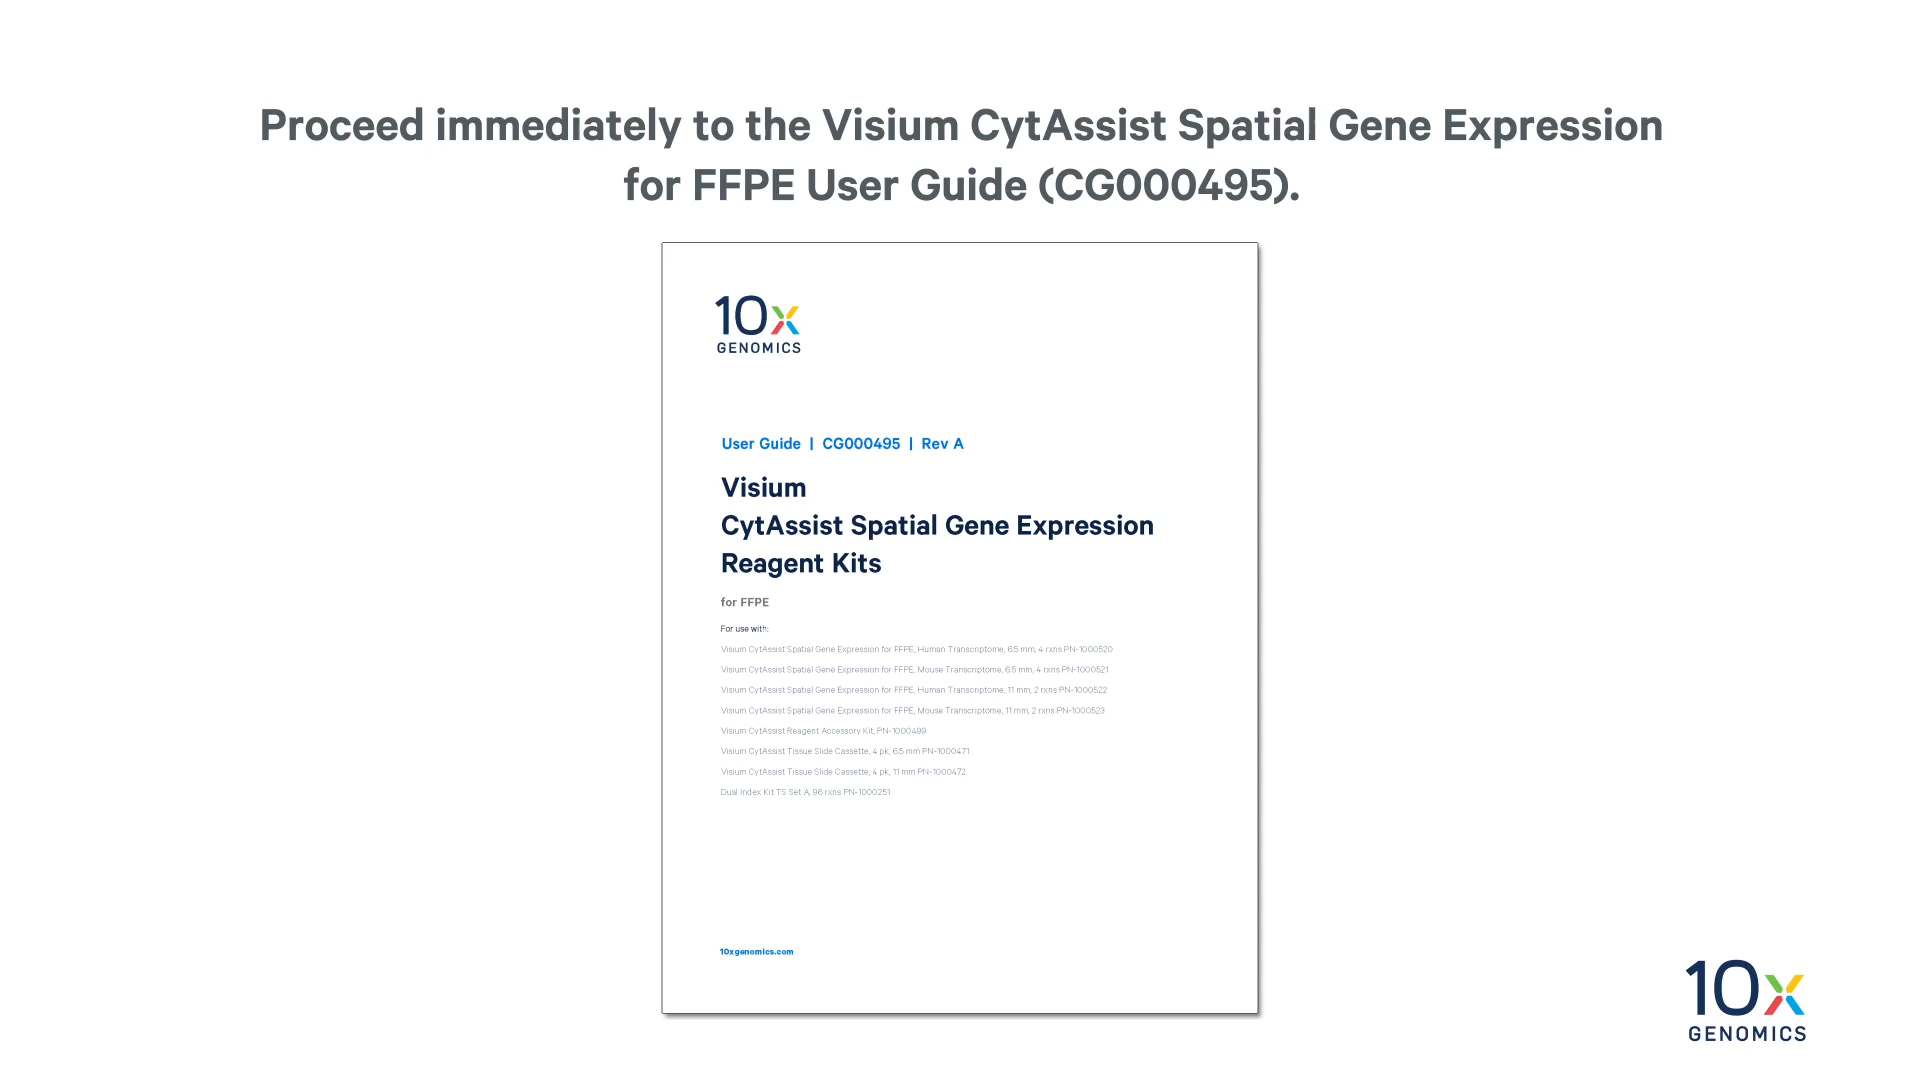 Proceed immediately to the Visium CytAssist Spatial Gene Expression
for FFPE User Guide (CG000495).
10x
GENOMICS
User Guide | CG000495 | Rev A
Visium
CytAssist Spatial Gene Expression
Reagent Kits
for FFPE
For use with:
Visium CytAssist Spatial Gene Expression for FFPE, Human Transcriptome, 6.5 mm, 4 rxns PN-1000520
Visium CytAssist Spatial Gene Expression for FFPE, Mouse Transcriptome, 6.5 mm, 4 rxns PN-1000521
Visium CytAssist Spatial Gene Expression for FFPE, Human Transcriptome, 11 mm, 2 rxns PN-1000522
Visium CytAssist Spatial Gene Expression for FFPE, Mouse Transcriptome, 11 mm, 2 rxns PN-1000523
Visium CytAssist Reagent Accessory Kit, PN-1000499
Visium CytAssist Tissue Slide Cassette, 4 pk, 6.5 mm PN-1000471
Visium CytAssist Tissue Slide Cassette, 4 pk, 11 mm PN-1000472
Dual Index Kit TS Set A, 96 rxns PN-1000251
10xgenomics.com
10x
GENOMICS